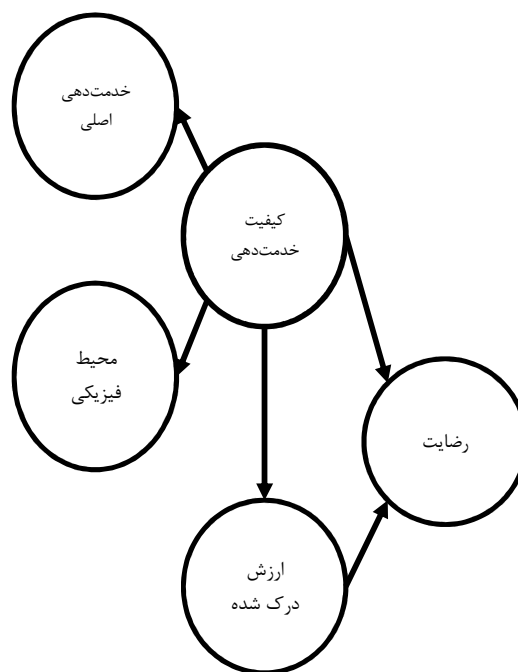 خدمت‌دهی
اصلی
کیفیت
خدمت‌دهی
محیط
فیزیکی
رضایت
ارزش
درک شده